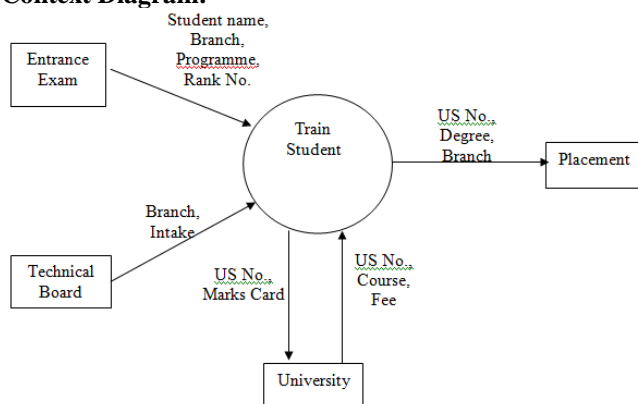 Context Diagram:
Student name,
Branch,
Programme,
Rank No.
Entrance
Exam
Train
Student
US No.,
Degree,
Branch
Placement
Branch,
Intake
Technical
Board
US No.,
Marks Card
US No.,
Course,
Fee
University